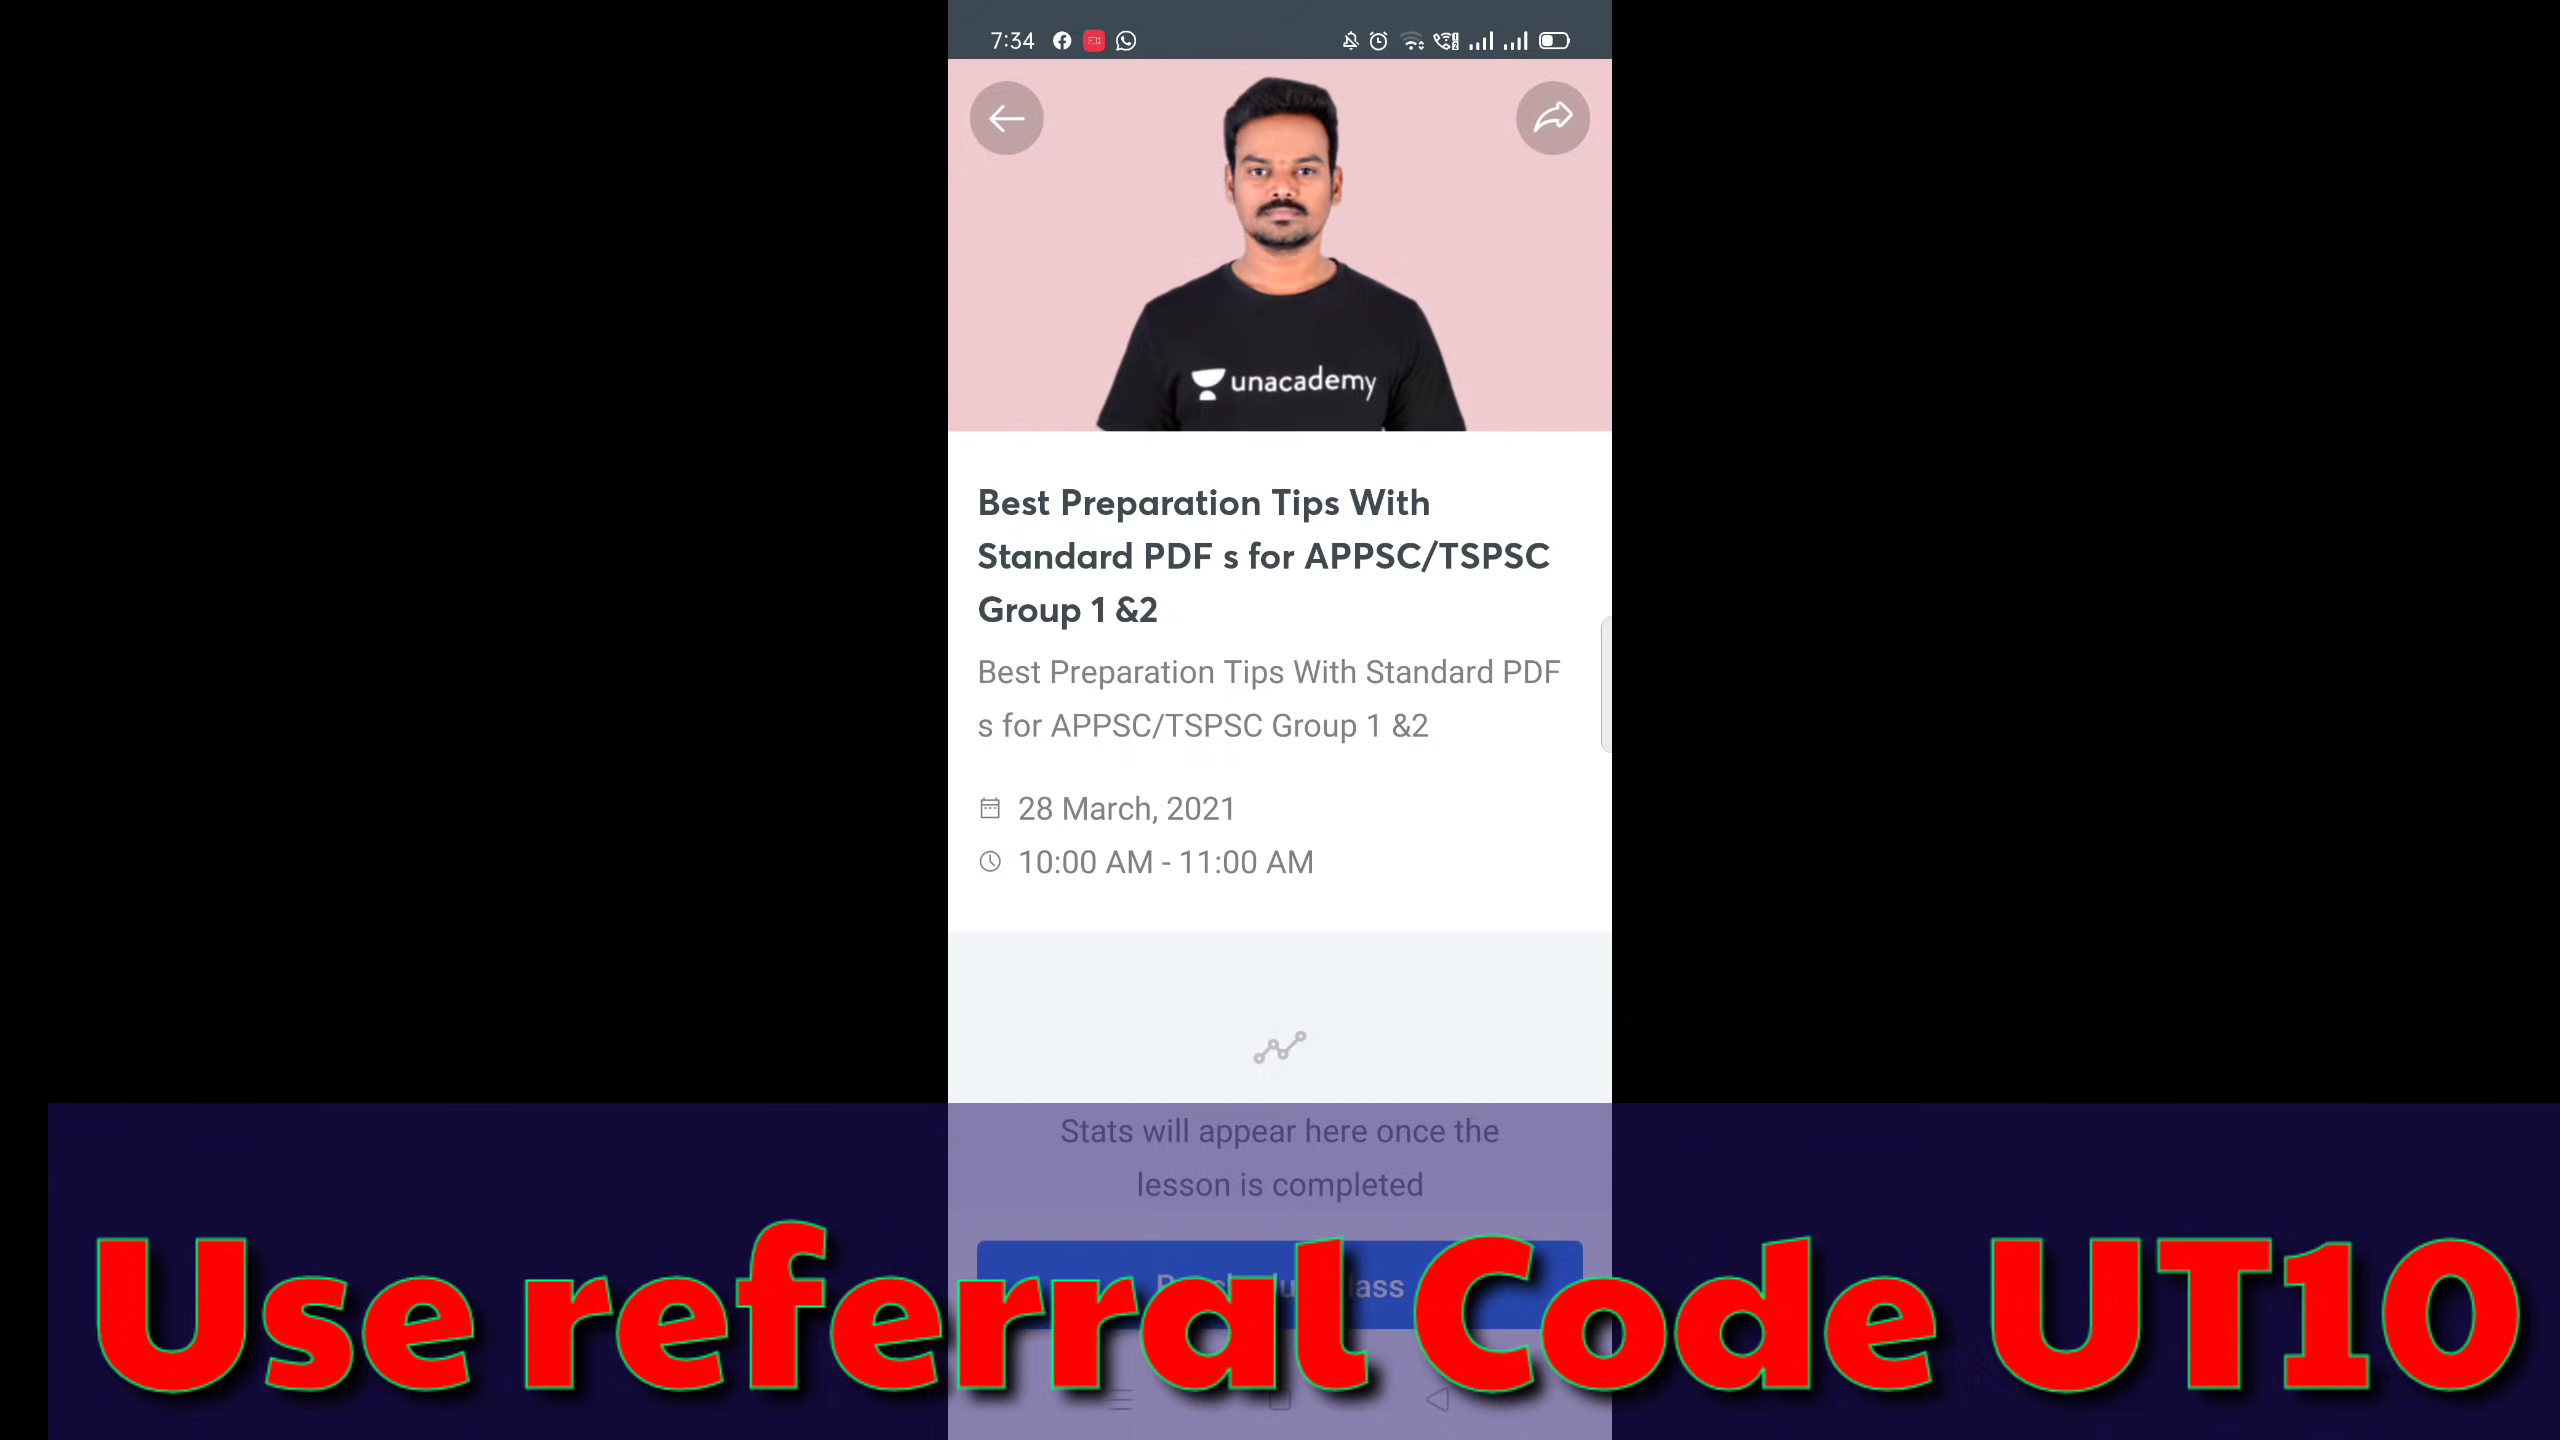 7:34
unacademy
Best Preparation Tips With
Standard PDF s for APPSC/TSPSC
Group 1 &2
Best Preparation Tips With Standard PDF
s for APPSC/TSPSC Group 1 &2
28 March, 2021
10:00 AM - 11:00 AM
Stats will appear here once the
lesson is completed
Use referral Code UT10